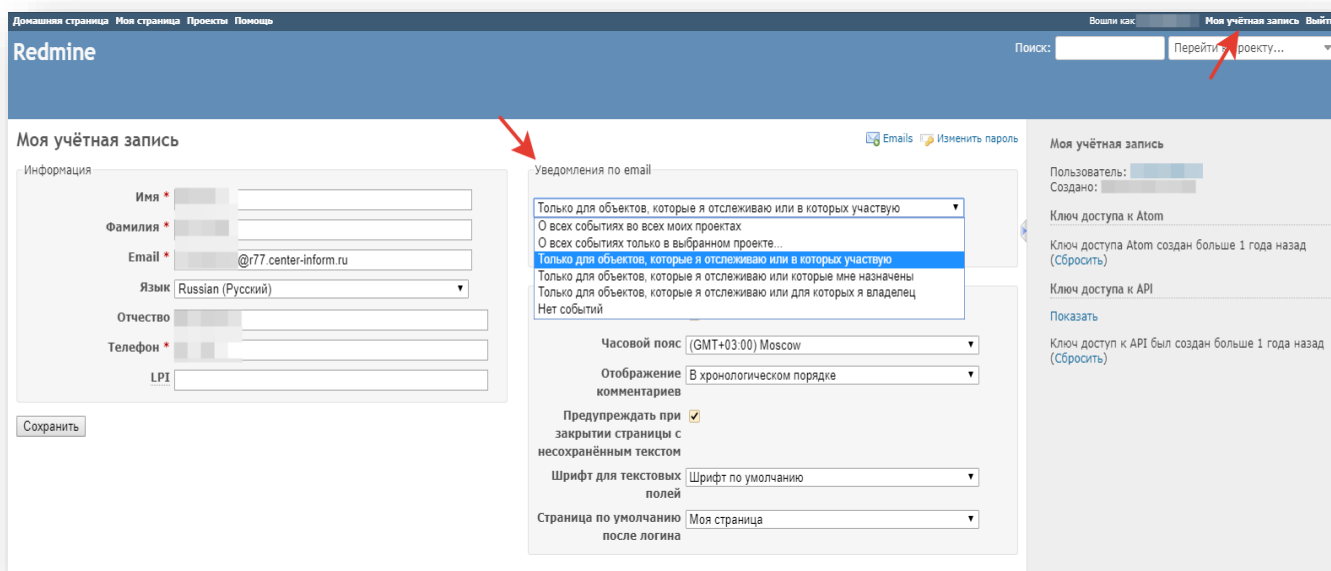 Домашняя страница Моя страница Проекты Помощь
Вошли как Моя учётная запись Выйти
Redmine
Поиск: Перейти к проекту...
Моя учётная запись
Emails Изменить пароль
Информация
Имя *
Фамилия *
Email * @r77.center-inform.ru
Язык Russian (Русский)
Отчество
Телефон *
LPI
Сохранить
Уведомления по email
Только для объектов, которые я отслеживаю или в которых участвую
О всех событиях во всех моих проектах
О всех событиях только в выбранном проекте...
Только для объектов, которые я отслеживаю или в которых участвую
Только для объектов, которые я отслеживаю или которые мне назначены
Только для объектов, которые я отслеживаю или для которых я владелец
Нет событий
Часовой пояс (GMT+03:00) Moscow
Отображение В хронологическом порядке
комментариев
Предупреждать при
закрытии страницы с
несохранённым текстом
Шрифт для текстовых Шрифт по умолчанию
полей
Страница по умолчанию Моя страница
после логина
Моя учётная запись
Пользователь:
Создано:
Ключ доступа к Atom
Ключ доступа Atom создан больше 1 года назад
(Сбросить)
Ключ доступа к API
Показать
Ключ доступ к API был создан больше 1 года назад
(Сбросить)